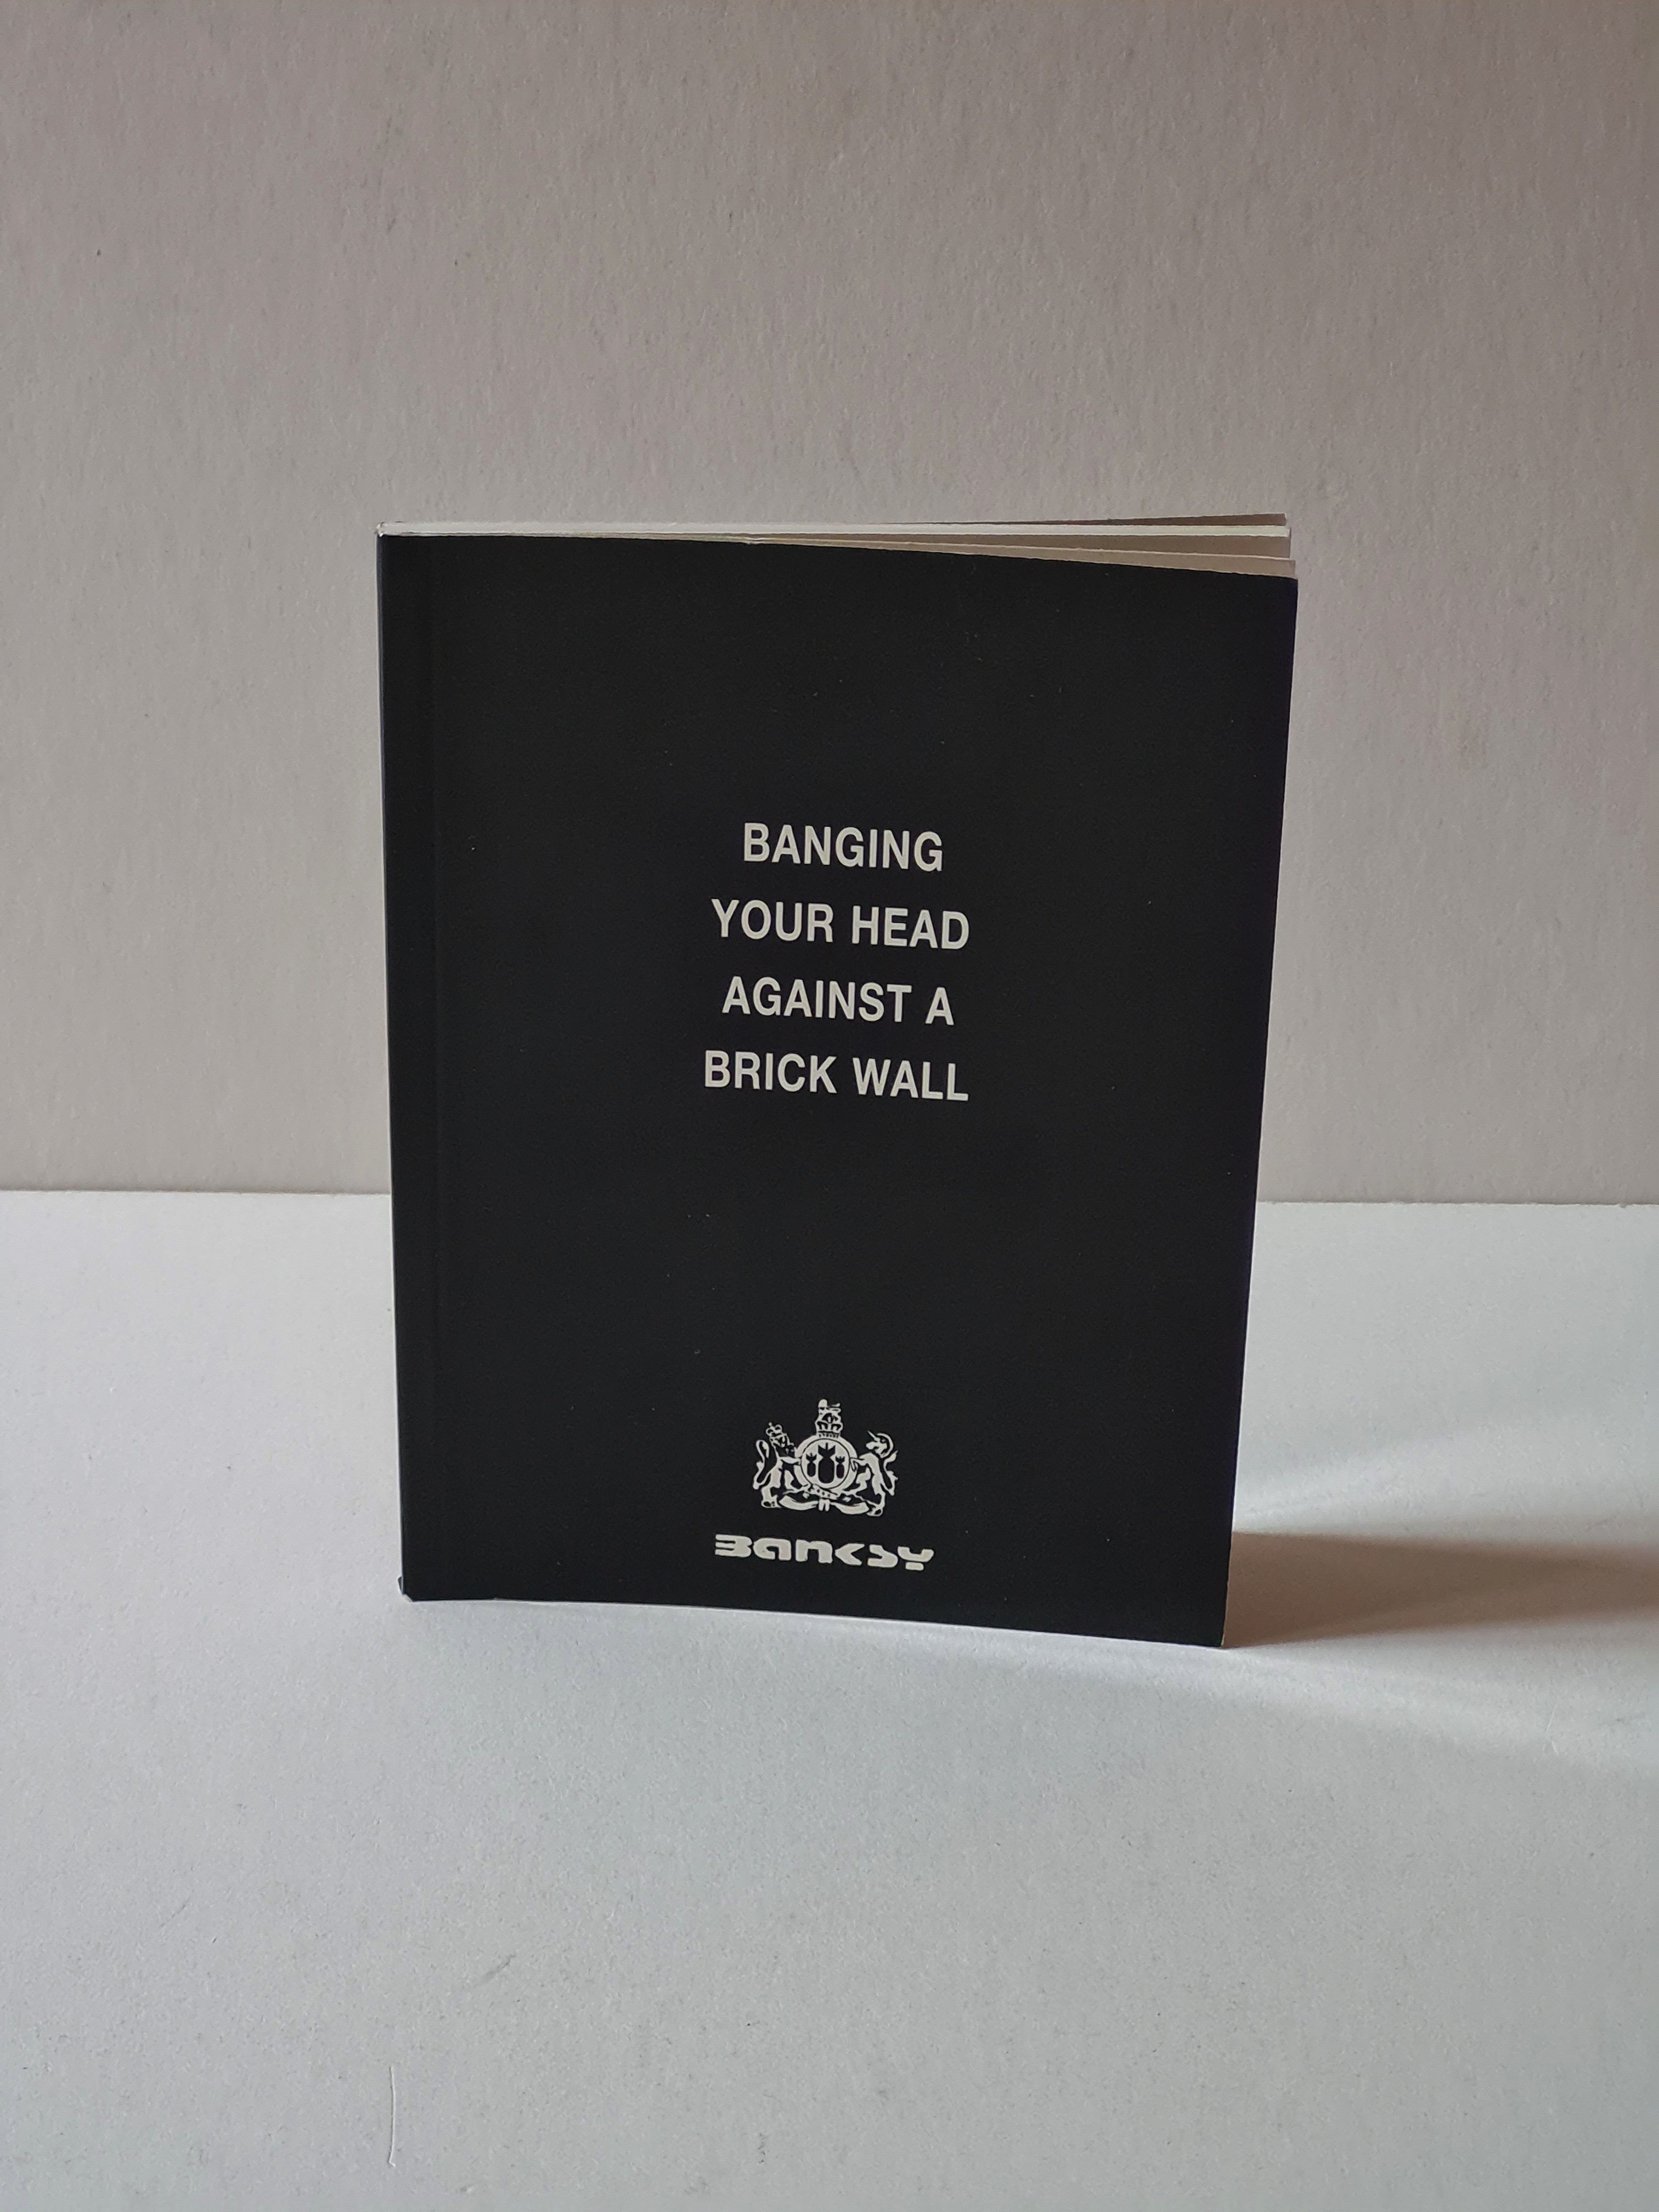 BANGING
YOUR HEAD
AGAINST A
BRICK WALL
BANKSY